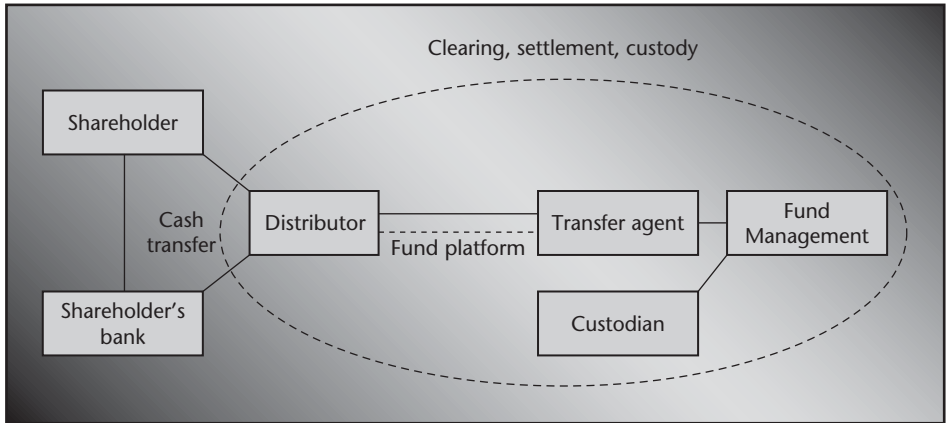 Clearing, settlement, custody
Shareholder
Cash
transfer
Distributor
Fund platform
Transfer agent
Fund
Management
Shareholder's
bank
Custodian